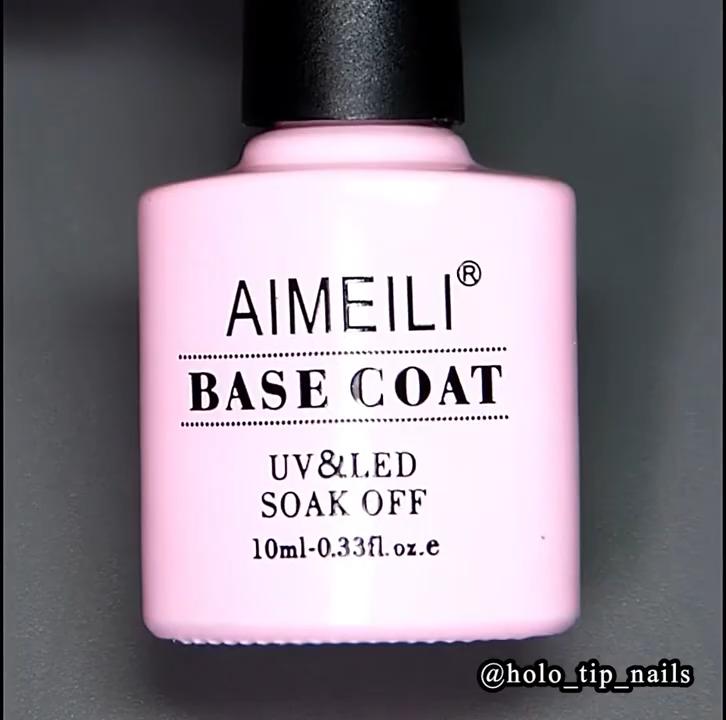 AIMEILI®
BASE COAT
UV&LED
SOAK OFF
10ml-0.33fl.oz.e
@holo_tip_nails